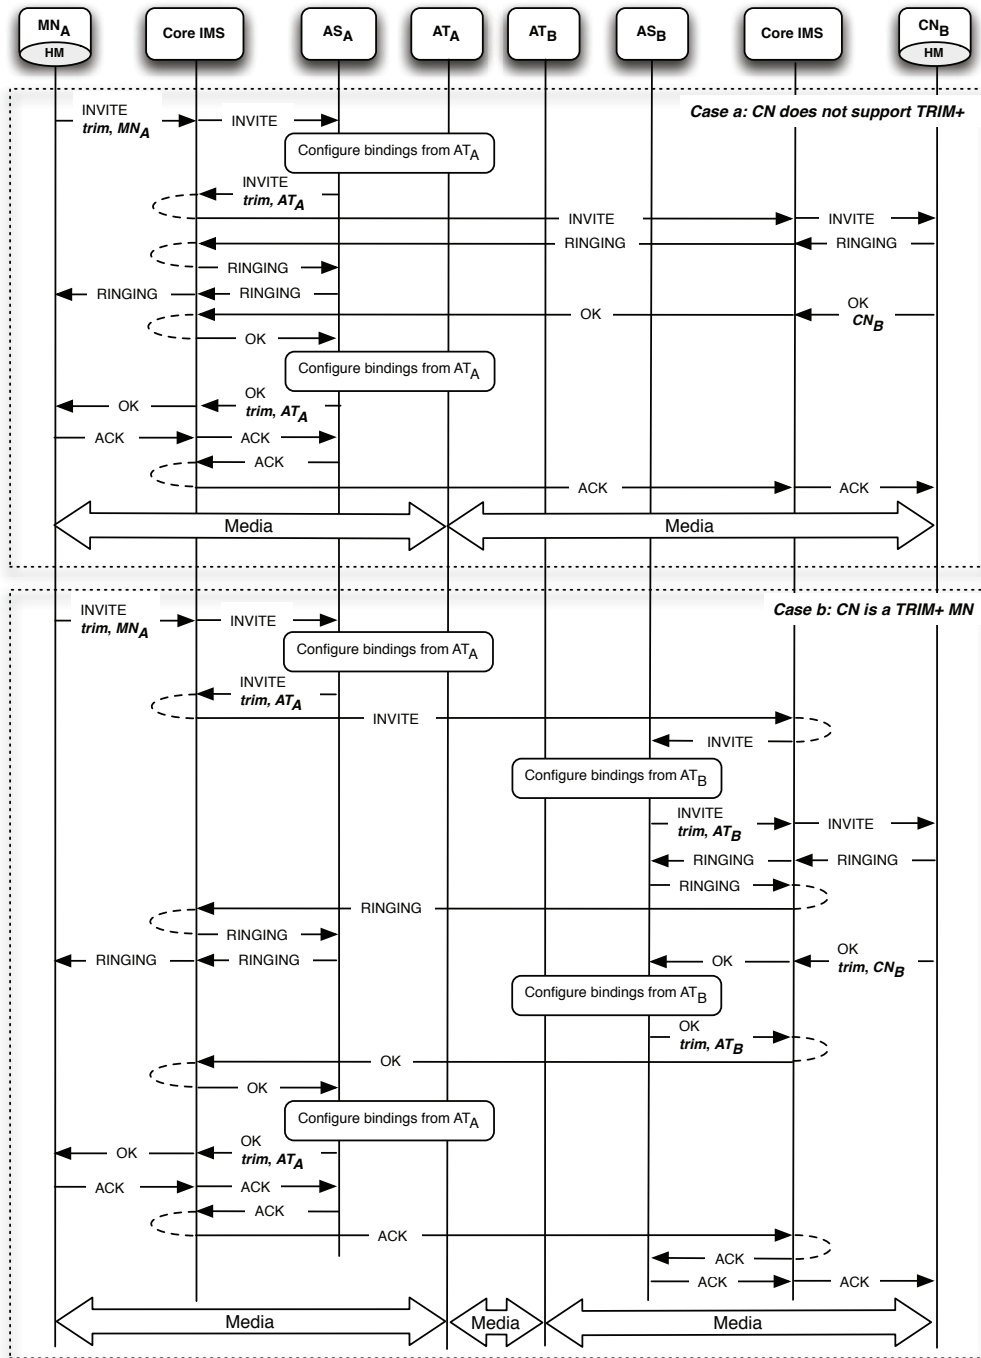 MNA Core IMS ASA ATA ATB ASB Core IMS CNB
HM HM
Case a: CN does not support TRIM+
INVITE
trim, MNA
INVITE
Configure bindings from ATA
INVITE
trim, ATA
INVITE INVITE
RINGING RINGING
RINGING
RINGING RINGING
OK
CNB
OK
OK
Configure bindings from ATA
OK
OK
trim, ATA
ACK ACK
ACK
ACK ACK
Media Media
Case b: CN is a TRIM+ MN
INVITE
trim, MNA
INVITE
Configure bindings from ATA
INVITE
trim, ATA
INVITE
INVITE
Configure bindings from ATB
INVITE
trim, ATB
INVITE
RINGING RINGING
RINGING
RINGING
RINGING
RINGING RINGING
OK
OK
trim, CNB
Configure bindings from ATB
OK
trim, ATB
OK
OK
Configure bindings from ATA
OK
OK
trim, ATA
ACK ACK
ACK
ACK
ACK
ACK ACK
Media Media Media